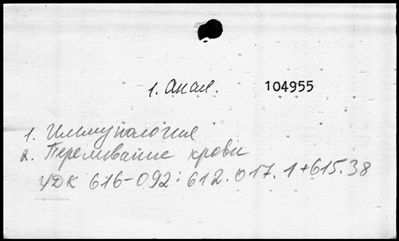 1. Анал. 104955
1. Иммунология
2. Переливание крови
УДК 616-092:612.017.1+615.38